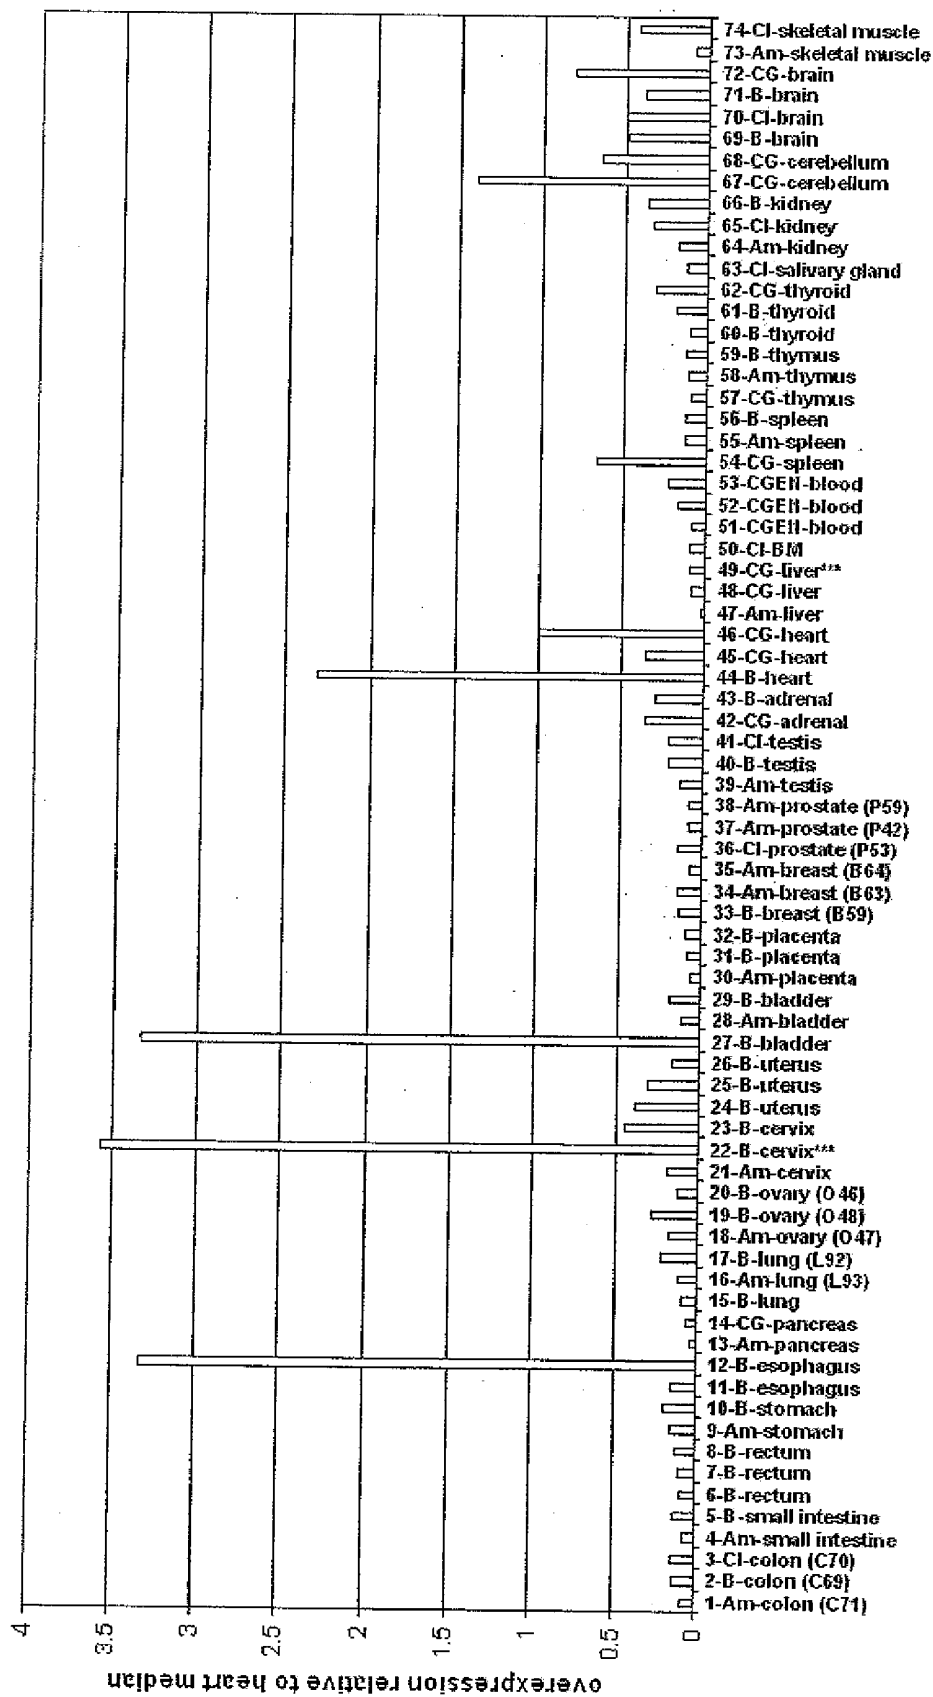 74-CI-skeletal muscle
73-Am-skeletal muscle
72-CG-brain
71-B-brain
70-CI-brain
69-B-brain
68-CG-cerebellum
67-CG-cerebellum
66-B-kidney
65-CI-kidney
64-Am-kidney
63-CI-salivary gland
62-CG-thyroid
61-B-thyroid
60-B-thyroid
59-B-thymus
58-Am-thymus
57-CG-thymus
56-B-spleen
55-Am-spleen
54-CG-spleen
53-CGEN-blood
52-CGEN-blood
51-CGEN-blood
50-CI-BM
49-CG-liver***
48-CG-liver
47-Am-liver
46-CG-heart
45-CG-heart
44-B-heart
43-B-adrenal
42-CG-adrenal
41-CI-testis
40-B-testis
39-Am-testis
38-Am-prostate (P59)
37-Am-prostate (P42)
36-CI-prostate (P53)
35-Am-breast (B64)
34-Am-breast (B63)
33-B-breast (B59)
32-B-placenta
31-B-placenta
30-Am-placenta
29-B-bladder
28-Am-bladder
27-B-bladder
26-B-uterus
25-B-uterus
24-B-uterus
23-B-cervix
22-B-cervix***
21-Am-cervix
20-B-ovary (O46)
19-B-ovary (O48)
18-Am-ovary (O47)
17-B-lung (L92)
16-Am-lung (L93)
15-B-lung
14-CG-pancreas
13-Am-pancreas
12-B-esophagus
11-B-esophagus
10-B-stomach
9-Am-stomach
8-B-rectum
7-B-rectum
6-B-rectum
5-B-small intestine
4-Am-small intestine
3-CI-colon (C70)
2-B-colon (C69)
1-Am-colon (C71)
4
3.5
3
2.5
2
1.5
1
0.5
0
overexpression relative to heart median